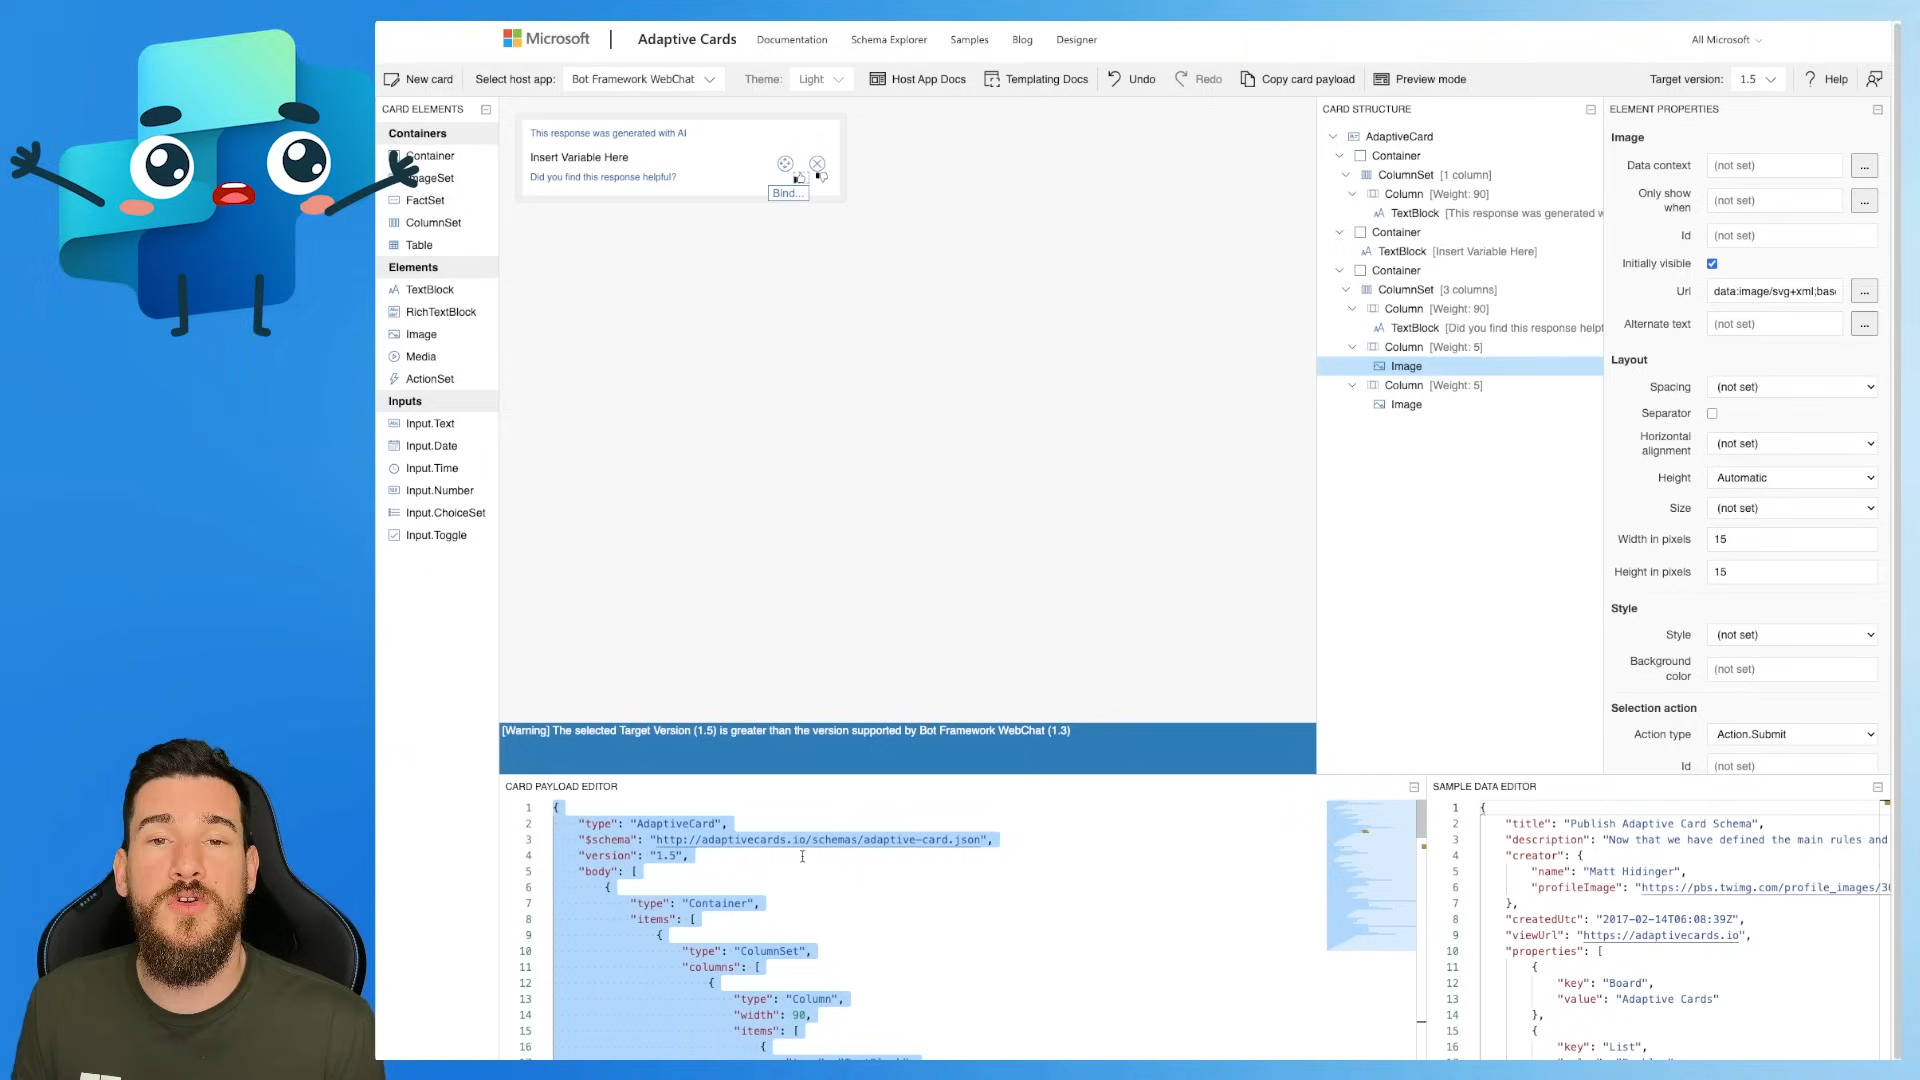 Microsoft
Adaptive Cards
Documentation
Schema Explorer
Samples
Blog
Designer
All Microsoft
New card
Select host app:
Bot Framework WebChat
Theme:
Light
Host App Docs
Templating Docs
Undo
Redo
Copy card payload
Preview mode
Target version:
1.5
Help
CARD ELEMENTS
Containers
Container
ImageSet
FactSet
ColumnSet
Table
Elements
TextBlock
RichTextBlock
Image
Media
ActionSet
Inputs
Input.Text
Input.Date
Input.Time
Input.Number
Input.ChoiceSet
Input.Toggle
This response was generated with AI
Insert Variable Here
Did you find this response helpful?
Bind...
[Warning] The selected Target Version (1.5) is greater than the version supported by Bot Framework WebChat (1.3)
CARD STRUCTURE
AdaptiveCard
Container
ColumnSet [1 column]
Column [Weight: 90]
TextBlock [This response was generated w
Container
TextBlock [Insert Variable Here]
Container
ColumnSet [3 columns]
Column [Weight: 90]
TextBlock [Did you find this response helpf
Column [Weight: 5]
Image
Column [Weight: 5]
Image
ELEMENT PROPERTIES
Image
Data context (not set) ...
Only show
when (not set) ...
Id (not set)
Initially visible
Url data:image/svg+xml;bas ...
Alternate text (not set) ...
Layout
Spacing (not set)
Separator
Horizontal
alignment (not set)
Height Automatic
Size (not set)
Width in pixels 15
Height in pixels 15
Style
Style (not set)
Background
color (not set)
Selection action
Action type Action.Submit
Id (not set)
CARD PAYLOAD EDITOR
1 {
2 "type": "AdaptiveCard",
3 "$schema": "http://adaptivecards.io/schemas/adaptive-card.json",
4 "version": "1.5",
5 "body": [
6 {
7 "type": "Container",
8 "items": [
9 {
10 "type": "ColumnSet",
11 "columns": [
12 {
13 "type": "Column",
14 "width": 90,
15 "items": [
16 {
SAMPLE DATA EDITOR
1 {
2 "title": "Publish Adaptive Card Schema",
3 "description": "Now that we have defined the main rules and
4 "creator": {
5 "name": "Matt Hidinger",
6 "profileImage": "https://pbs.twimg.com/profile_images/3
7 },
8 "createdUtc": "2017-02-14T06:08:39Z",
9 "viewUrl": "https://adaptivecards.io",
10 "properties": [
11 {
12 "key": "Board",
13 "value": "Adaptive Cards"
14 },
15 {
16 "key": "List",